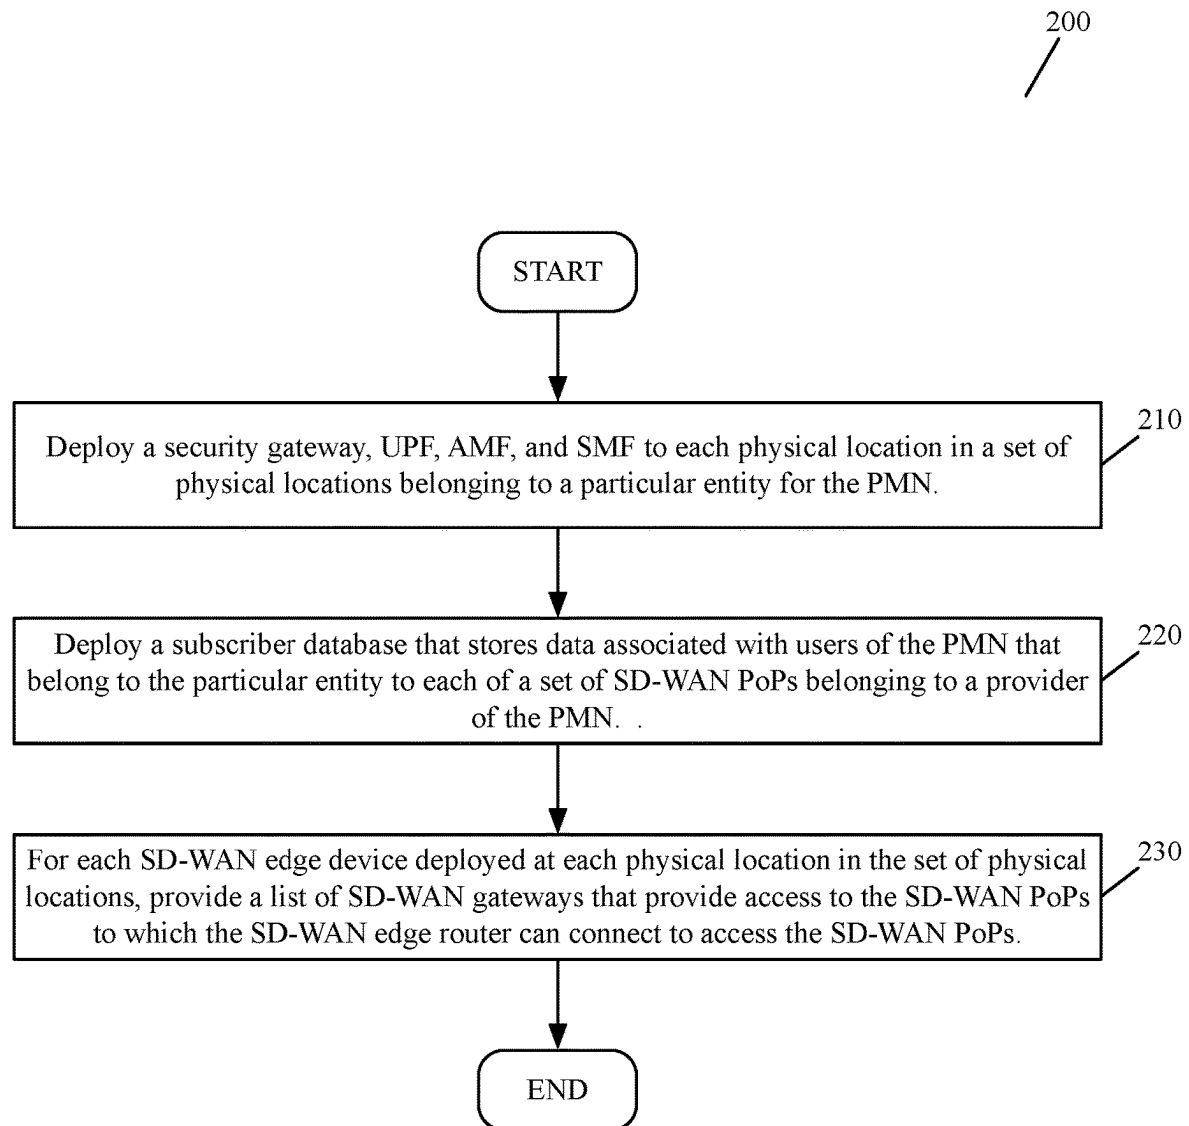 200
START
Deploy a security gateway, UPF, AMF, and SMF to each physical location in a set of
physical locations belonging to a particular entity for the PMN.
210
Deploy a subscriber database that stores data associated with users of the PMN that
belong to the particular entity to each of a set of SD-WAN PoPs belonging to a provider
of the PMN. .
220
For each SD-WAN edge device deployed at each physical location in the set of physical
locations, provide a list of SD-WAN gateways that provide access to the SD-WAN PoPs
to which the SD-WAN edge router can connect to access the SD-WAN PoPs.
230
END